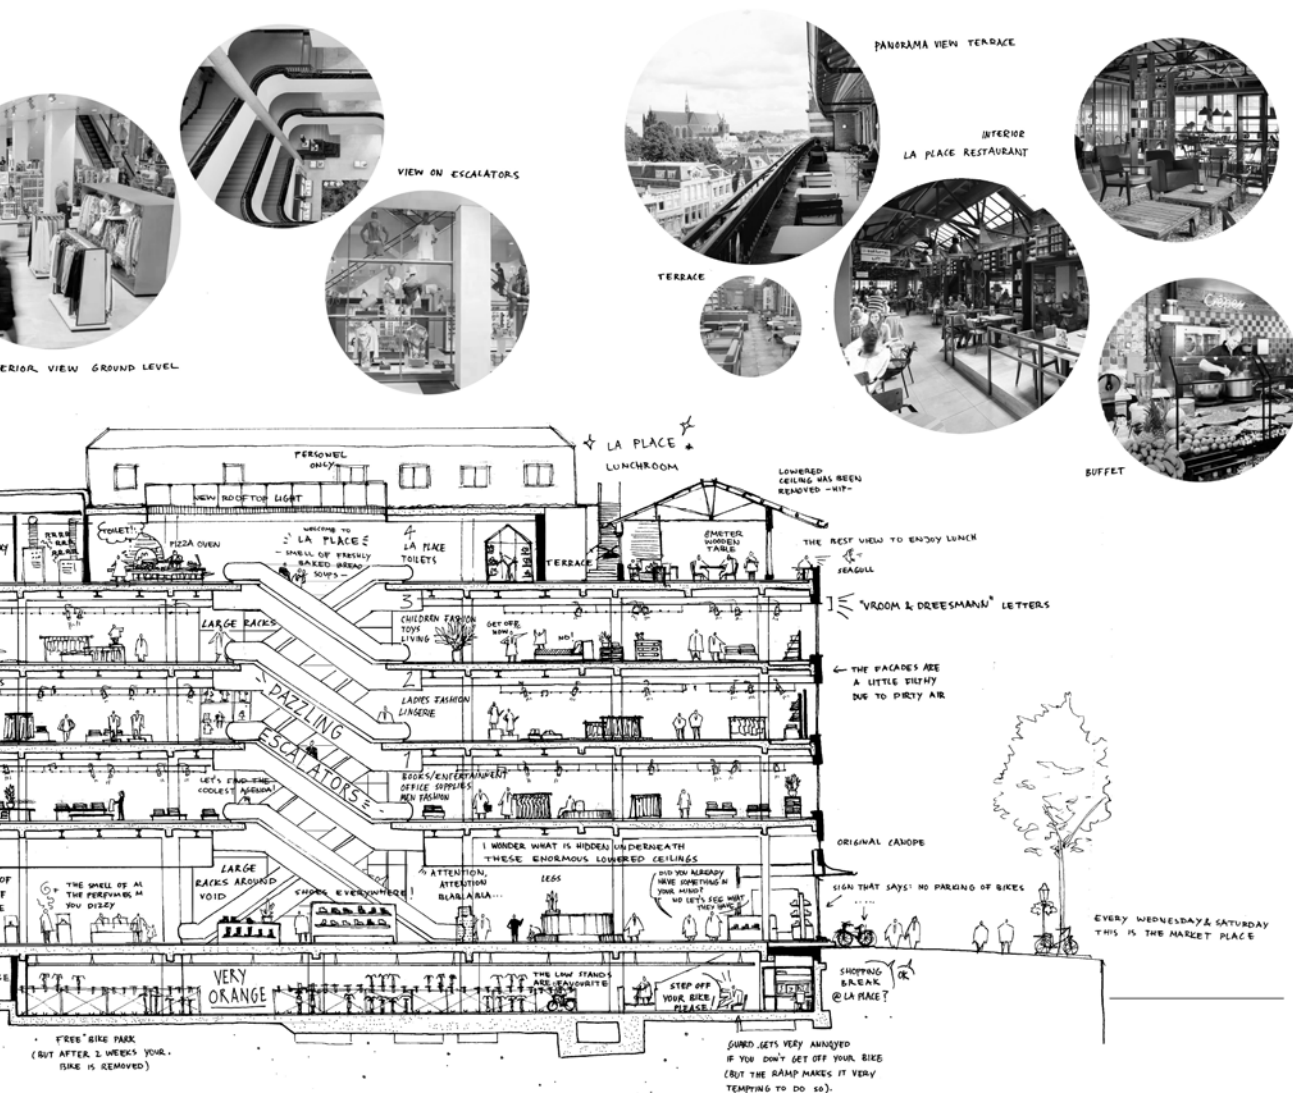 PANORAMA VIEW TERRACE
INTERIOR
LA PLACE RESTAURANT
VIEW ON ESCALATORS
TERRACE
ERIOR VIEW GROUND LEVEL
Crêpes
BUFFET
LA PLACE
LUNCHROOM
PERSONEL
ONLY
NEW ROOFTOP LIGHT
LOWERED
CEILING HAS BEEN
REMOVED -HIP-
TOILET!
PIZZA OVEN
WELCOME TO
LA PLACE
- SMELL OF FRESHLY
BAKED BREAD
SOUPS -
4
LA PLACE
TOILETS
TERRACE
8METER
WOODEN
TABLE
THE BEST VIEW TO ENJOY LUNCH
SEAGULL
"VROOM & DREESMANN" LETTERS
LARGE RACKS
3
CHILDREN FASHION
TOYS
LIVING
GET OFF
NOW!
NO!
THE FACADES ARE
A LITTLE FILTHY
DUE TO DIRTY AIR
DAZZLING
ESCALATORS
2
LADIES FASHION
LINGERIE
LET'S FIND THE
COOLEST AGENDA!
1
BOOKS/ENTERTAINMENT
OFFICE SUPPLIES
MEN FASHION
I WONDER WHAT IS HIDDEN UNDERNEATH
THESE ENORMOUS LOWERED CEILINGS
ORIGINAL CANOPE
OF
THE SMELL OF AL
THE PERFUMES M
YOU DIZZY
LARGE
RACKS AROUND
VOID
SHOES EVERYWHERE!
ATTENTION,
ATTENTION
BLABLABLA...
LEGS
DID YOU ALREADY
HAVE SOMETHING IN
YOUR MIND?
NO LET'S SEE WHAT
THEY HAVE
SIGN THAT SAYS: NO PARKING OF BIKES
EVERY WEDNESDAY & SATURDAY
THIS IS THE MARKET PLACE
VERY
ORANGE
THE LOW STANDS
ARE FAVOURITE
STEP OFF
YOUR BIKE
PLEASE
SHOPPING
BREAK
@ LA PLACE?
OK
FREE BIKE PARK
(BUT AFTER 2 WEEKS YOUR
BIKE IS REMOVED)
GUARD GETS VERY ANNOYED
IF YOU DON'T GET OFF YOUR BIKE
(BUT THE RAMP MAKES IT VERY
TEMPTING TO DO SO).